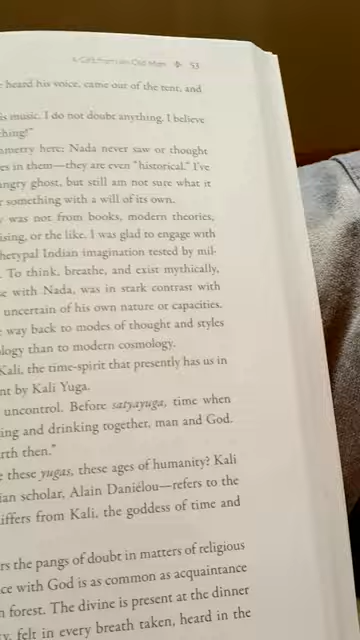 A Gift from an Old Man ❖ 53
heard his voice, came out of the tent, and
is music. I do not doubt anything. I believe
thing!"
mmetry here: Nada never saw or thought
es in them—they are even "historical." I've
ngry ghost, but still am not sure what it
r something with a will of its own.
y was not from books, modern theories,
ising, or the like. I was glad to engage with
hetypal Indian imagination tested by mil-
. To think, breathe, and exist mythically,
e with Nada, was in stark contrast with
uncertain of his own nature or capacities.
way back to modes of thought and styles
ology than to modern cosmology.
Kali, the time-spirit that presently has us in
nt by Kali Yuga.
uncontrol. Before satyayuga, time when
ing and drinking together, man and God.
rth then."
e these yugas, these ages of humanity? Kali
ian scholar, Alain Daniélou—refers to the
iffers from Kali, the goddess of time and
rs the pangs of doubt in matters of religious
ce with God is as common as acquaintance
n forest. The divine is present at the dinner
ry, felt in every breath taken, heard in the